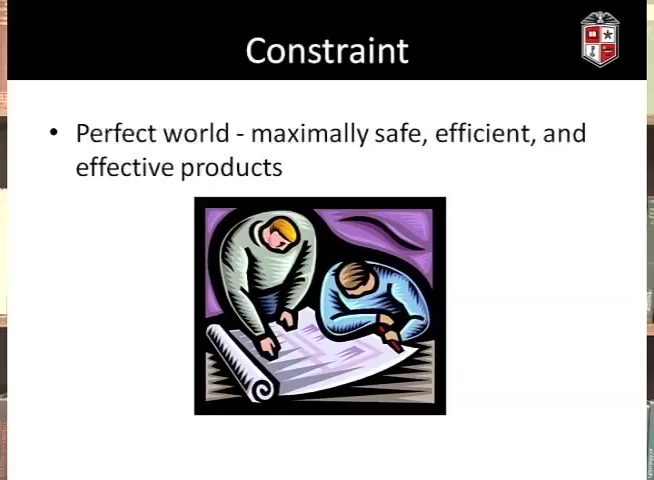 Constraint
• Perfect world - maximally safe, efficient, and
effective products